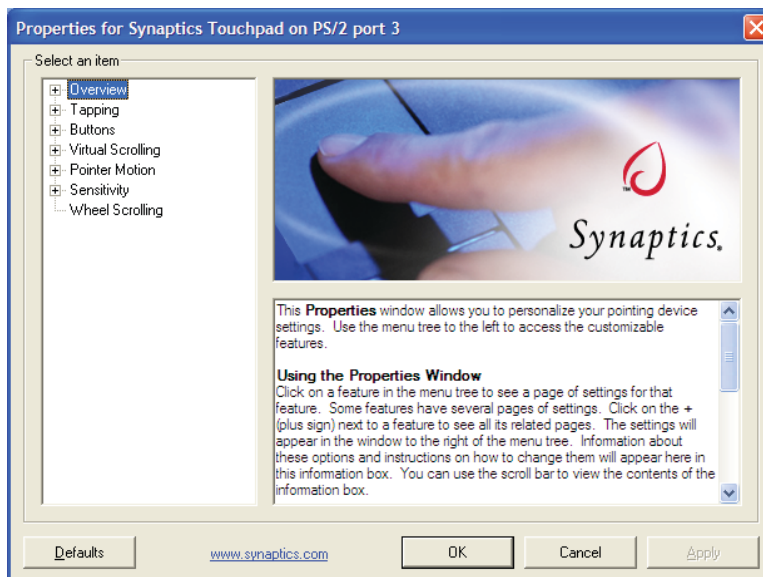 Properties for Synaptics Touchpad on PS/2 port 3
Select an item
Overview
Tapping
Buttons
Virtual Scrolling
Pointer Motion
Sensitivity
Wheel Scrolling
TM
Synaptics®
This Properties window allows you to personalize your pointing device
settings. Use the menu tree to the left to access the customizable
features.
Using the Properties Window
Click on a feature in the menu tree to see a page of settings for that
feature. Some features have several pages of settings. Click on the +
(plus sign) next to a feature to see all its related pages. The settings will
appear in the window to the right of the menu tree. Information about
these options and instructions on how to change them will appear here in
this information box. You can use the scroll bar to view the contents of the
information box.
Defaults
www.synaptics.com
OK
Cancel
Apply